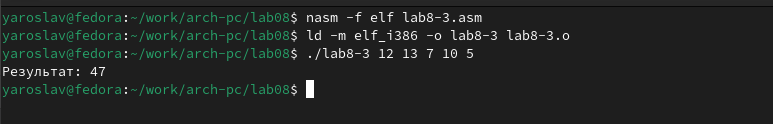 yaroslav@fedora:~/work/arch-pc/lab08$ nasm -f elf lab8-3.asm
yaroslav@fedora:~/work/arch-pc/lab08$ ld -m elf_i386 -o lab8-3 lab8-3.o
yaroslav@fedora:~/work/arch-pc/lab08$ ./lab8-3 12 13 7 10 5
Результат: 47
yaroslav@fedora:~/work/arch-pc/lab08$